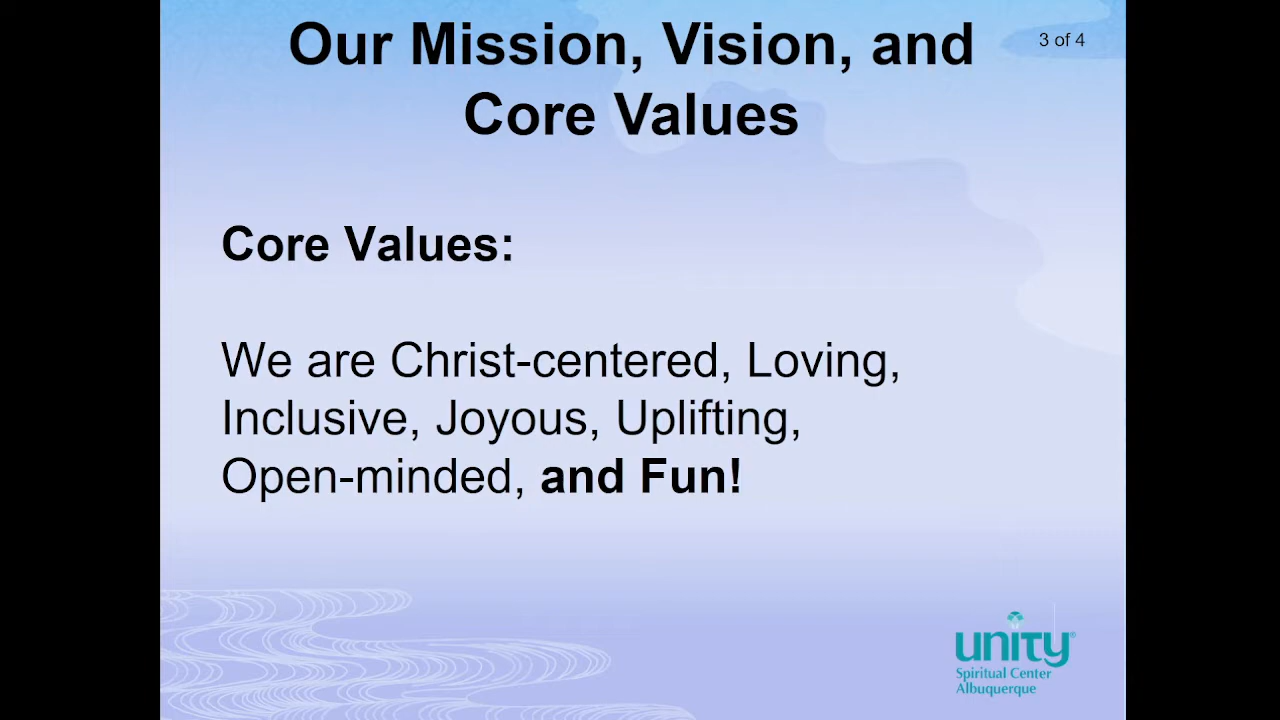 Our Mission, Vision, and
3 of 4
Core Values
Core Values:
We are Christ-centered, Loving,
Inclusive, Joyous, Uplifting,
Open-minded, and Fun!
unity®
Spiritual Center
Albuquerque